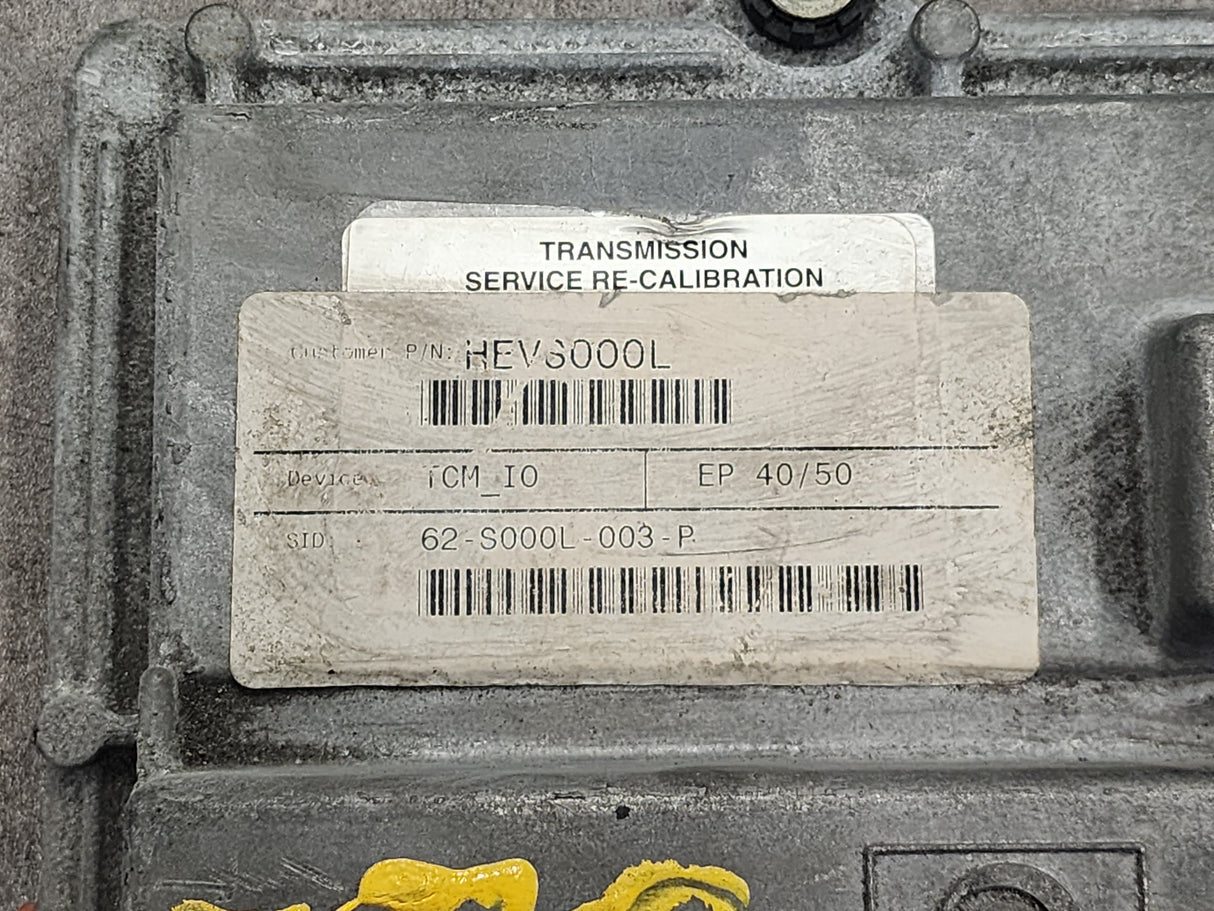 TRANSMISSION
SERVICE RE-CALIBRATION
Customer P/N: HEVS000L
Device TCM_IO EP 40/50
SID 62-S000L-003-P